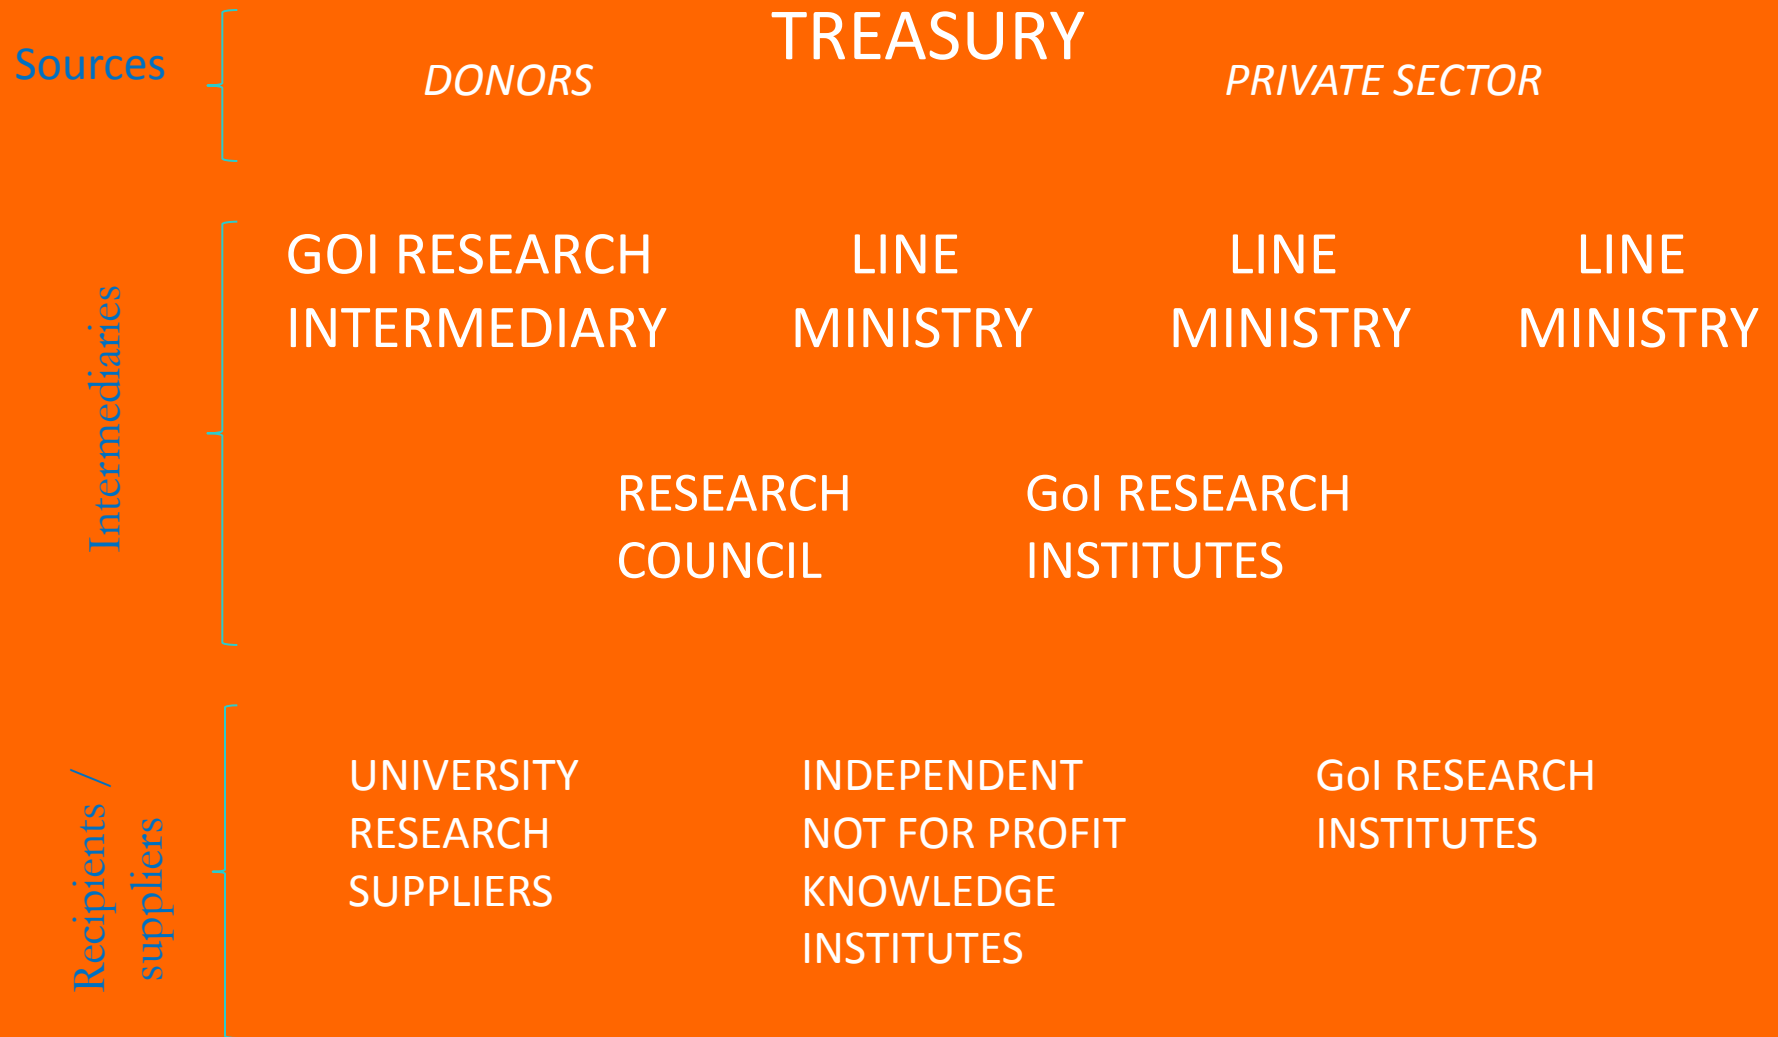 Sources
TREASURY
DONORS
PRIVATE SECTOR
Intermediaries
GOI RESEARCH
INTERMEDIARY
LINE
MINISTRY
LINE
MINISTRY
LINE
MINISTRY
RESEARCH
COUNCIL
GoI RESEARCH
INSTITUTES
Recipients /
suppliers
UNIVERSITY
RESEARCH
SUPPLIERS
INDEPENDENT
NOT FOR PROFIT
KNOWLEDGE
INSTITUTES
GoI RESEARCH
INSTITUTES